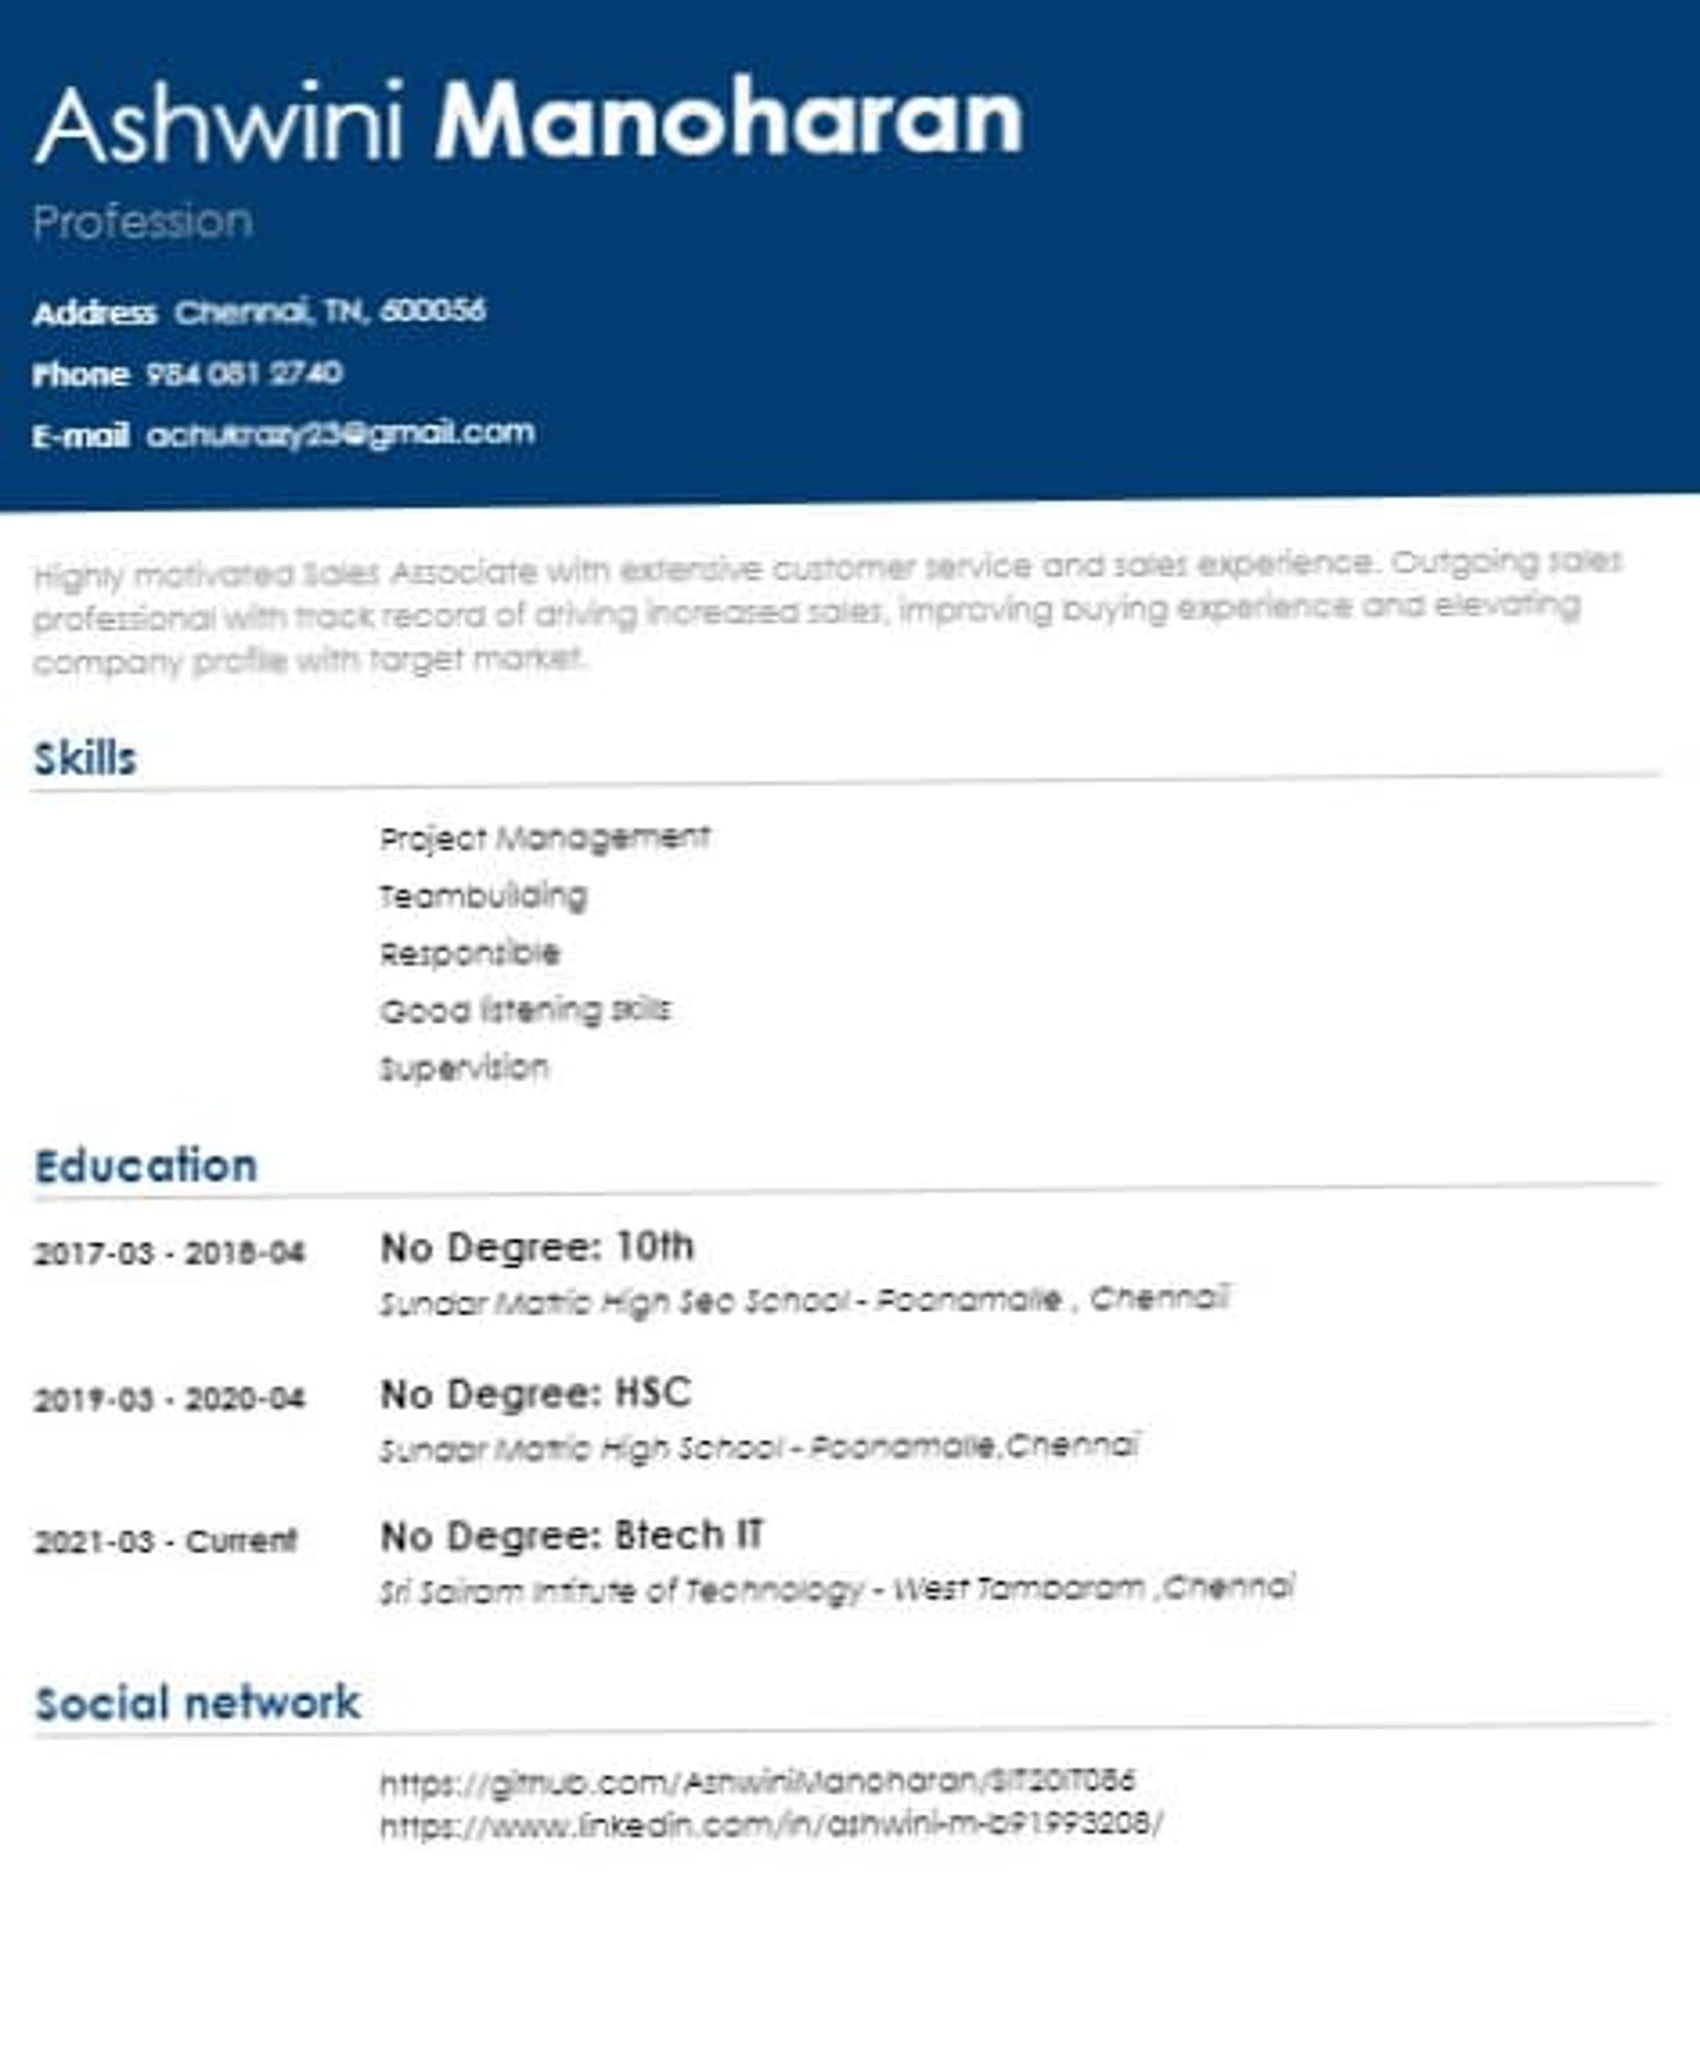 Ashwini Manoharan
Profession
Address Chennai, TN, 600056
Phone 984 081 2740
E-mail achukrazy23@gmail.com
Highly motivated Sales Associate with extensive customer service and sales experience. Outgoing sales
professional with track record of driving increased sales, improving buying experience and elevating
company profile with target market.
Skills
Project Management
Teambuilding
Responsible
Good listening skills
Supervision
Education
2017-03 - 2018-04 No Degree: 10th
Sundar Matric High Sec School - Poonamalle , Chennai
2019-03 - 2020-04 No Degree: HSC
Sundar Matric High School - Poonamalle,Chennai
2021-03 - Current No Degree: Btech IT
Sri Sairam Intitute of Technology - West Tambaram ,Chennai
Social network
https://github.com/AshwiniManoharan/SIT20IT086
https://www.linkedin.com/in/ashwini-m-b91993208/